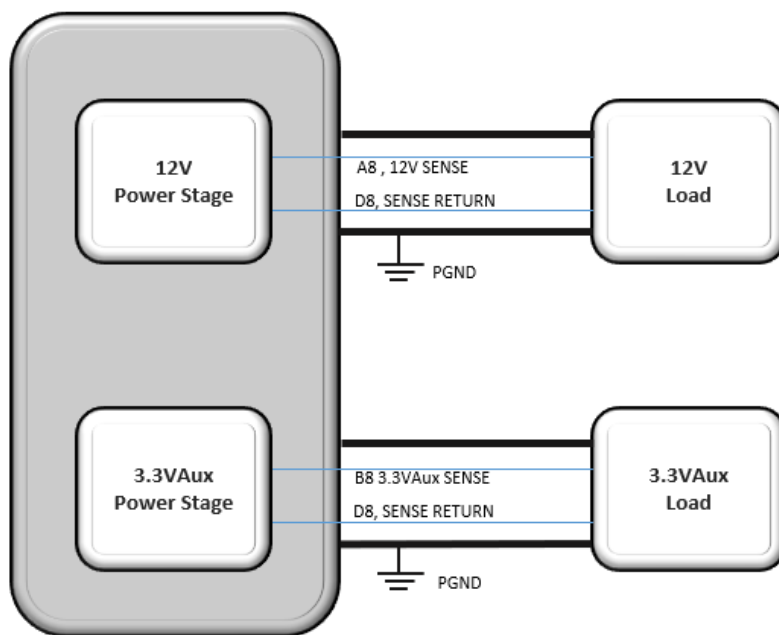 12V
Power Stage
A8 , 12V SENSE
D8, SENSE RETURN
PGND
12V
Load
3.3VAux
Power Stage
B8 3.3VAux SENSE
D8, SENSE RETURN
PGND
3.3VAux
Load